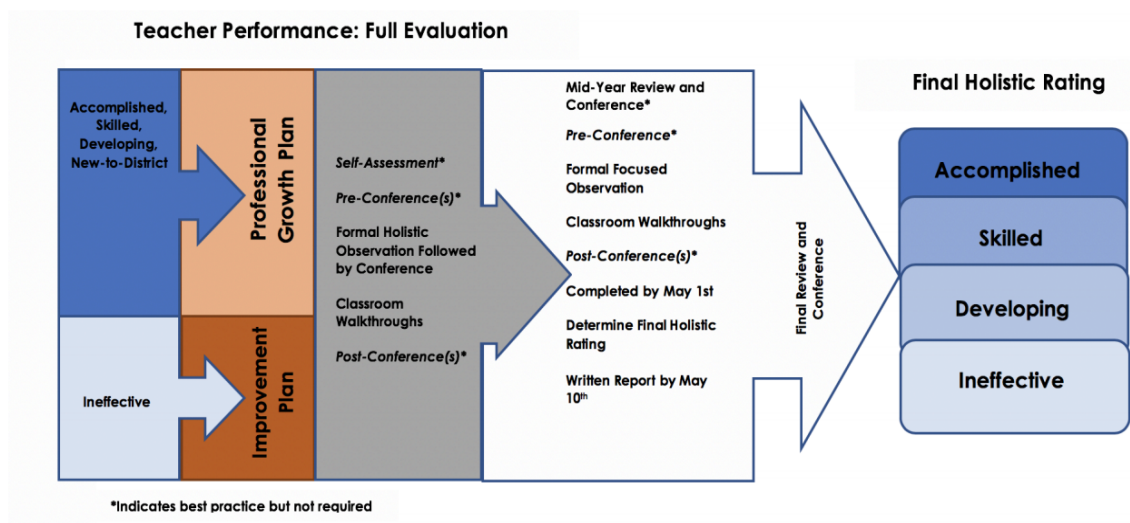 Teacher Performance: Full Evaluation
Accomplished,
Skilled,
Developing,
New-to-District
Professional
Growth Plan
Ineffective
Improvement
Plan
Self-Assessment*
Pre-Conference(s)*
Formal Holistic
Observation Followed
by Conference
Classroom
Walkthroughs
Post-Conference(s)*
Mid-Year Review and
Conference*
Pre-Conference*
Formal Focused
Observation
Classroom Walkthroughs
Post-Conference(s)*
Completed by May 1st
Determine Final Holistic
Rating
Written Report by May
10th
Final Review and
Conference
Final Holistic Rating
Accomplished
Skilled
Developing
Ineffective
*Indicates best practice but not required